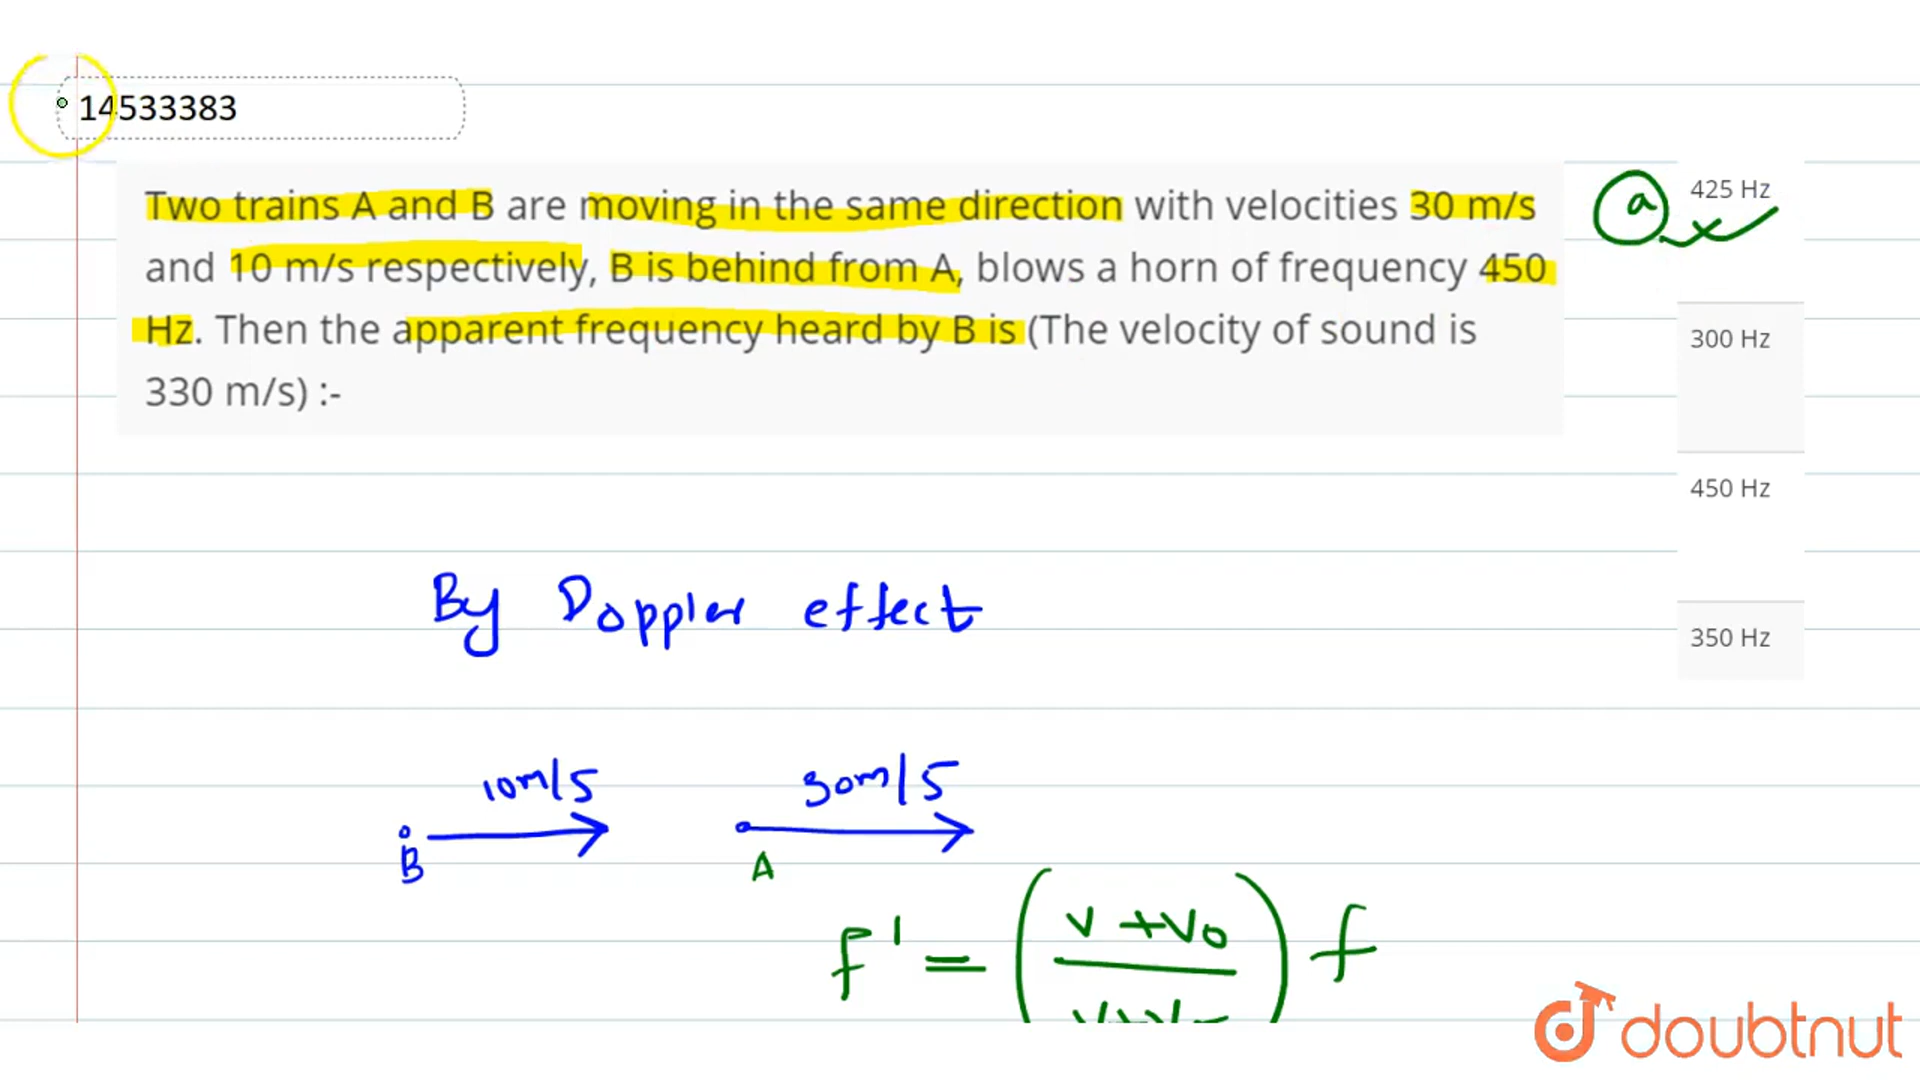 14533383
Two trains A and B are moving in the same direction with velocities 30 m/s
and 10 m/s respectively, B is behind from A, blows a horn of frequency 450
Hz. Then the apparent frequency heard by B is (The velocity of sound is
330 m/s) :-
a
425 Hz
300 Hz
450 Hz
350 Hz
By Doppler effect
10m/s
30m/s
B
A
f' = (v + v0 / v + vs) f
doubtnut